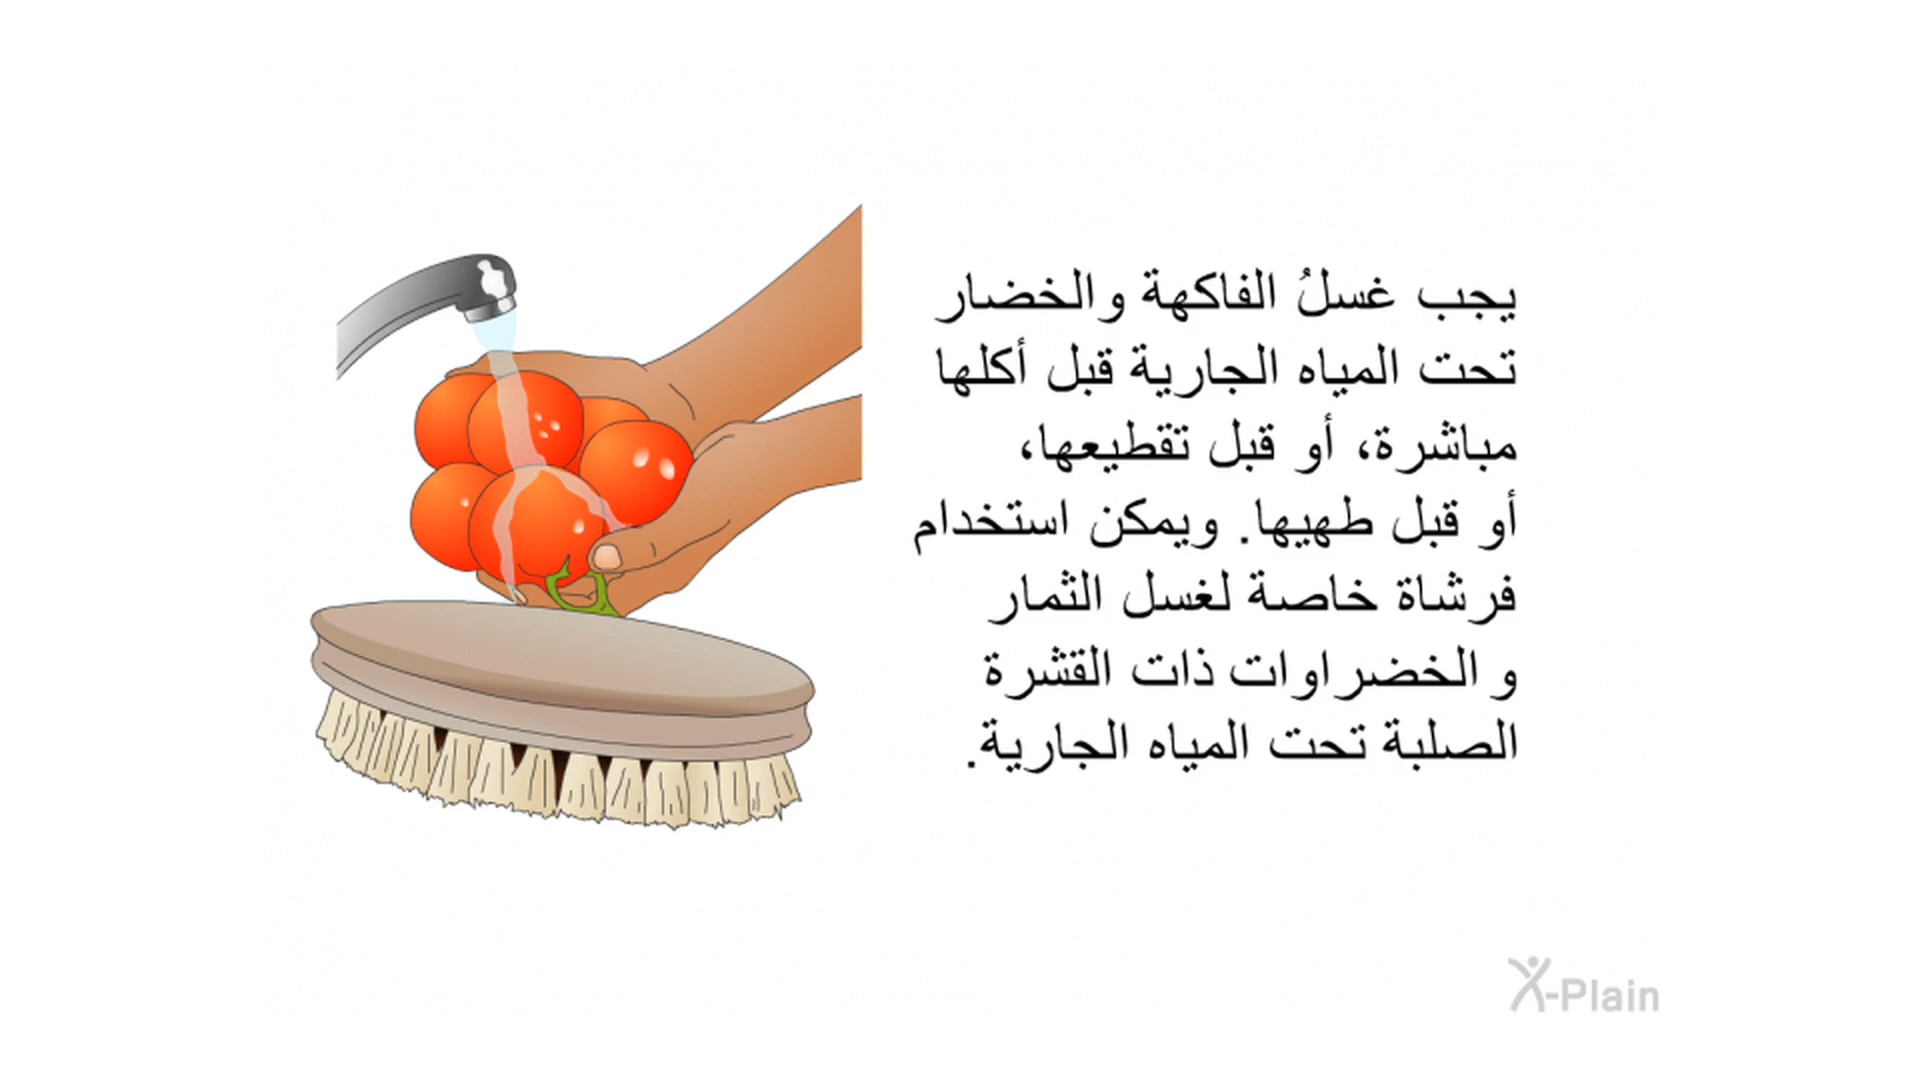 يجب غسلُ الفاكهة والخضار
تحت المياه الجارية قبل أكلها
مباشرة، أو قبل تقطيعها،
أو قبل طهيها. ويمكن استخدام
فرشاة خاصة لغسل الثمار
والخضراوات ذات القشرة
الصلبة تحت المياه الجارية.
X-Plain